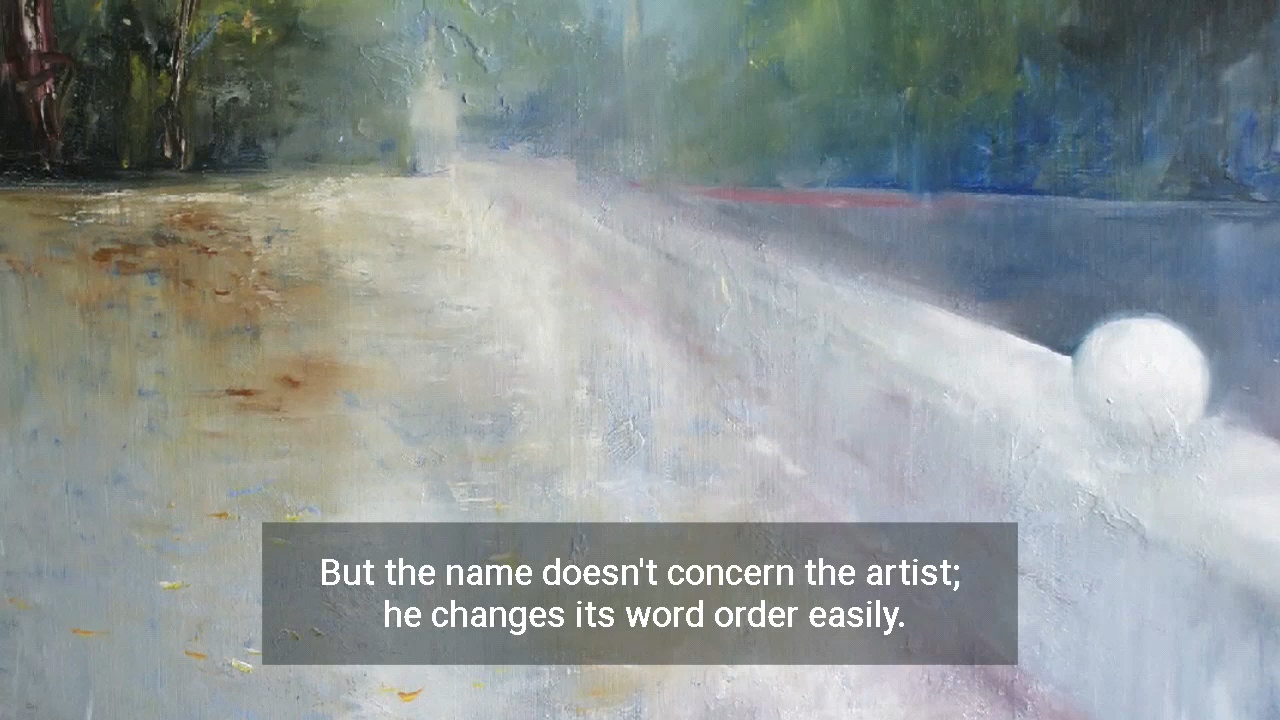 But the name doesn't concern the artist;
he changes its word order easily.